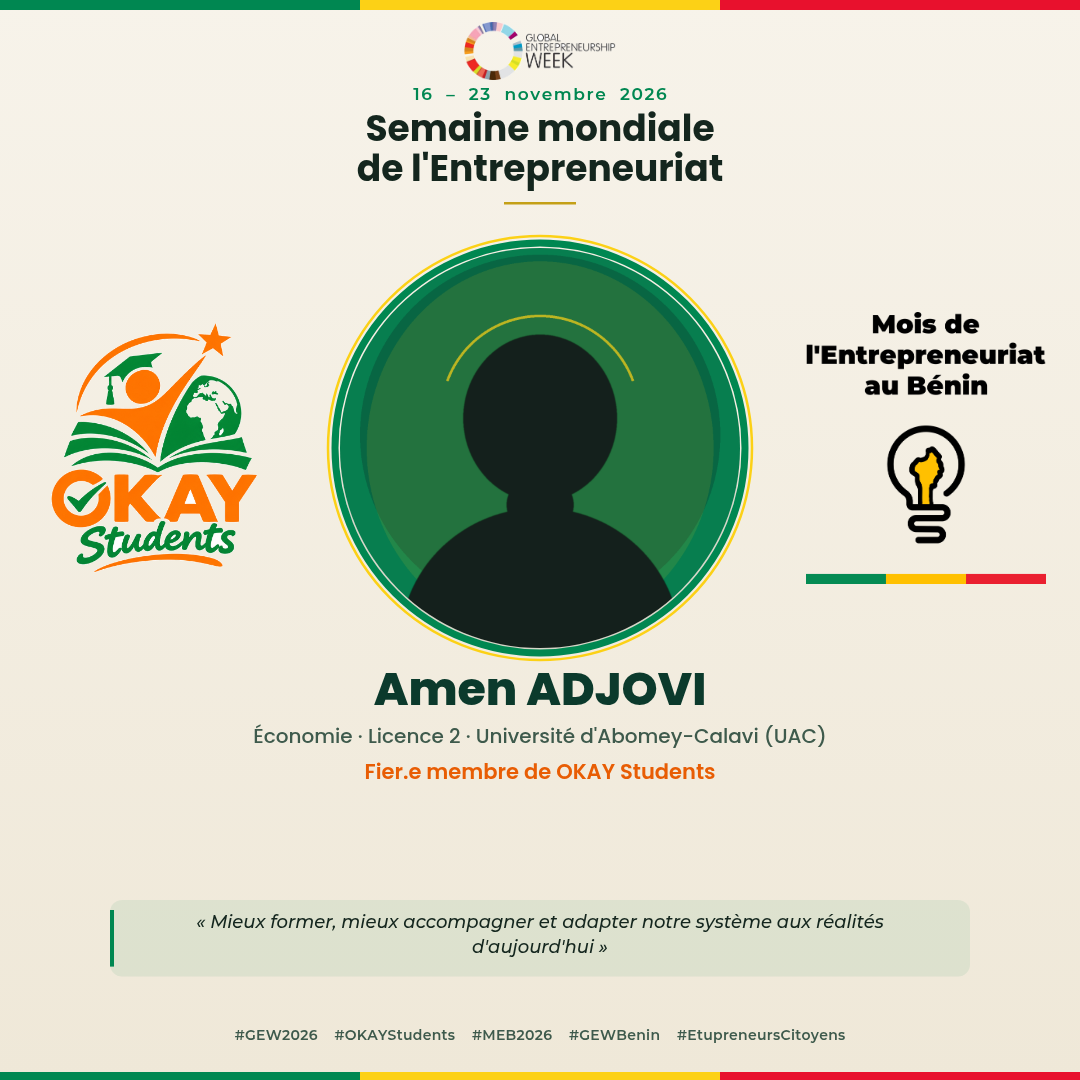 GLOBAL
ENTREPRENEURSHIP
WEEK
16 – 23 novembre 2026
Semaine mondiale
de l'Entrepreneuriat
OKAY
Students
Mois de
l'Entrepreneuriat
au Bénin
Amen ADJOVI
Économie · Licence 2 · Université d'Abomey-Calavi (UAC)
Fier.e membre de OKAY Students
« Mieux former, mieux accompagner et adapter notre système aux réalités
d'aujourd'hui »
#GEW2026 #OKAYStudents #MEB2026 #GEWBenin #EtupreneursCitoyens